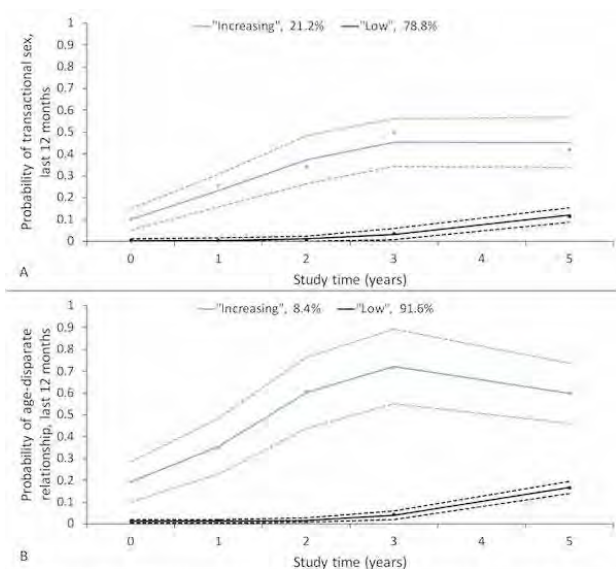 "Increasing", 21.2% "Low", 78.8%
Probability of transactional sex,
last 12 months
1
0.9
0.8
0.7
0.6
0.5
0.4
0.3
0.2
0.1
0
0 1 2 3 4 5
A
Study time (years)
"Increasing", 8.4% "Low", 91.6%
Probability of age-disparate
relationship, last 12 months
1
0.9
0.8
0.7
0.6
0.5
0.4
0.3
0.2
0.1
0
0 1 2 3 4 5
B
Study time (years)